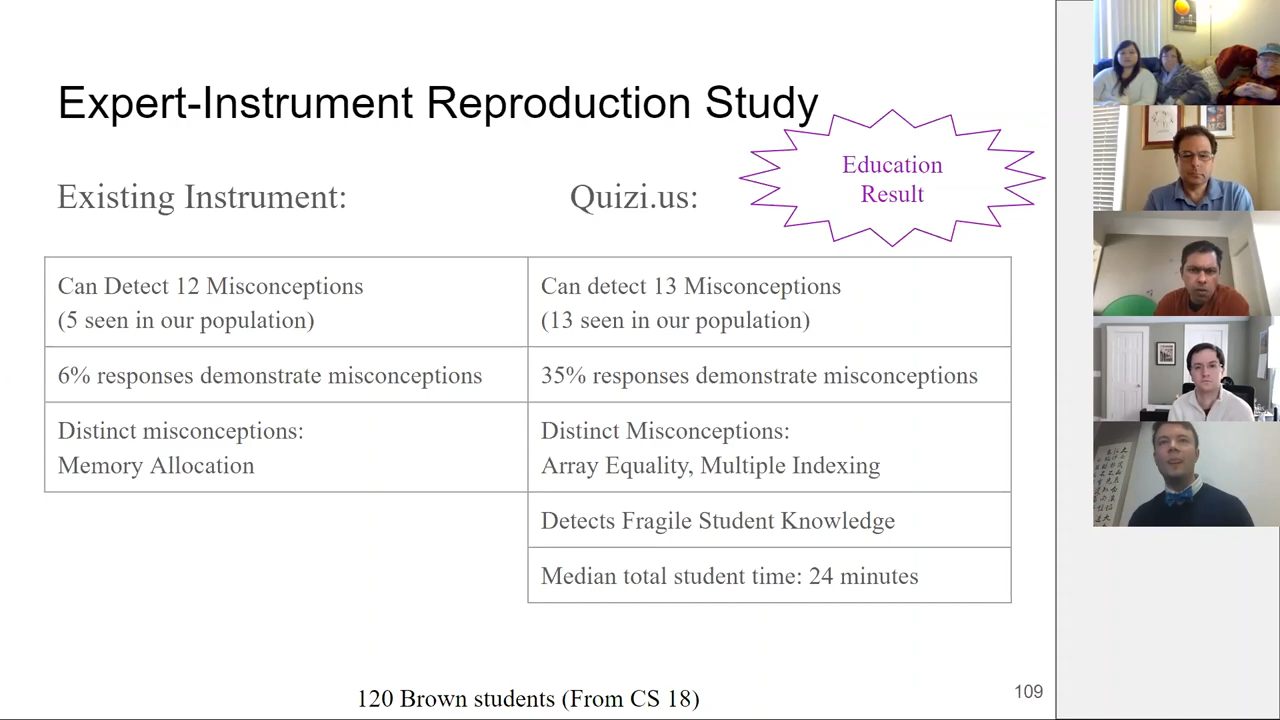 Expert-Instrument Reproduction Study
Education
Result
Existing Instrument:
Quizi.us:
Can Detect 12 Misconceptions
(5 seen in our population)
Can detect 13 Misconceptions
(13 seen in our population)
6% responses demonstrate misconceptions
35% responses demonstrate misconceptions
Distinct misconceptions:
Memory Allocation
Distinct Misconceptions:
Array Equality, Multiple Indexing
Detects Fragile Student Knowledge
Median total student time: 24 minutes
120 Brown students (From CS 18)
109